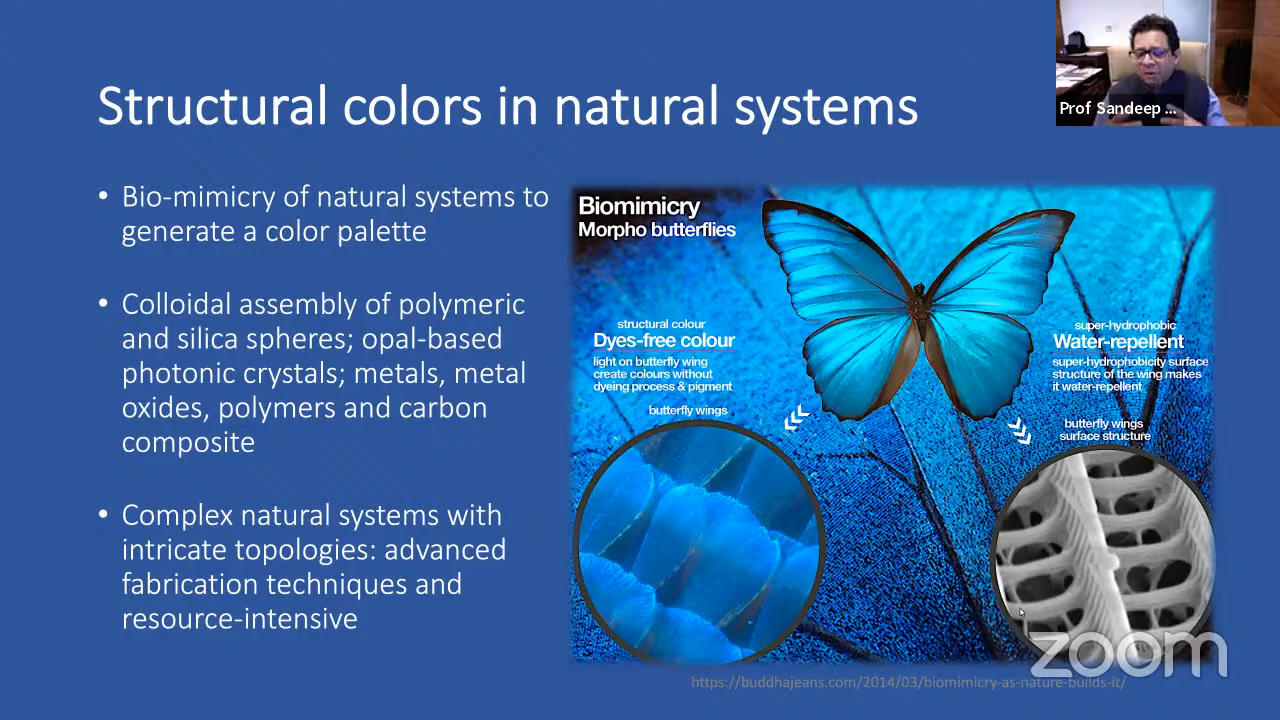 Prof Sandeep ...
Structural colors in natural systems
• Bio-mimicry of natural systems to
generate a color palette
• Colloidal assembly of polymeric
and silica spheres; opal-based
photonic crystals; metals, metal
oxides, polymers and carbon
composite
• Complex natural systems with
intricate topologies: advanced
fabrication techniques and
resource-intensive
Biomimicry
Morpho butterflies
structural colour
Dyes-free colour
light on butterfly wing
create colours without
dyeing process & pigment
butterfly wings
super-hydrophobic
Water-repellent
super-hydrophobicity surface
structure of the wing makes
it water-repellent
butterfly wings
surface structure
zoom
https://buddhajeans.com/2014/03/biomimicry-as-nature-builds-it/